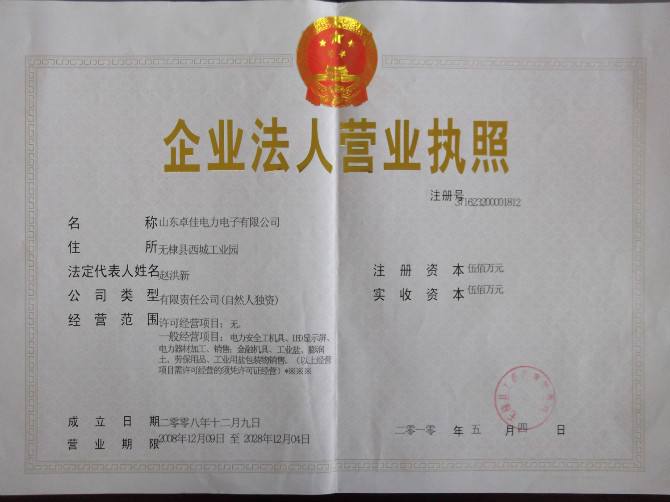 企业法人营业执照
注册号 371623200001812
名 称 山东卓佳电力电子有限公司
住 所 无棣县西城工业园
法定代表人姓名 赵洪新
注 册 资 本 伍佰万元
公 司 类 型 有限责任公司(自然人独资)
实 收 资 本 伍佰万元
经 营 范 围 许可经营项目：无。
一般经营项目：电力安全工机具、LED显示屏、
电力器材加工、销售；金融机具、工业盐、膨润
土、劳保用品、工业用盐包装物销售。(以上经营
项目需许可经营的须凭许可证经营)*※※※
成 立 日 期 二零零八年十二月九日
营 业 期 限 2008年12月09日 至 2028年12月04日
二零一零 年 五 月 四 日